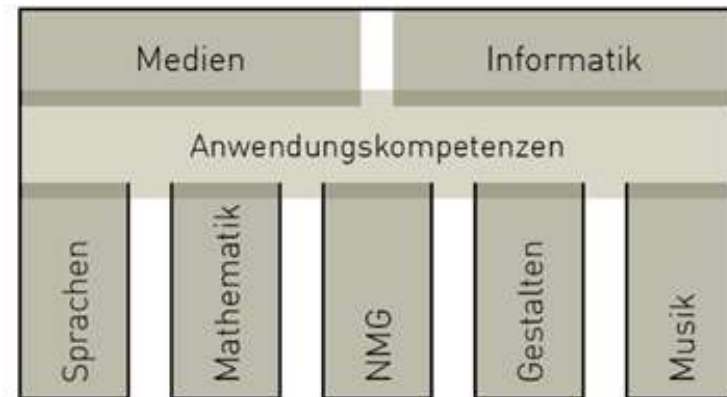 Medien
Informatik
Anwendungskompetenzen
Sprachen
Mathematik
NMG
Gestalten
Musik